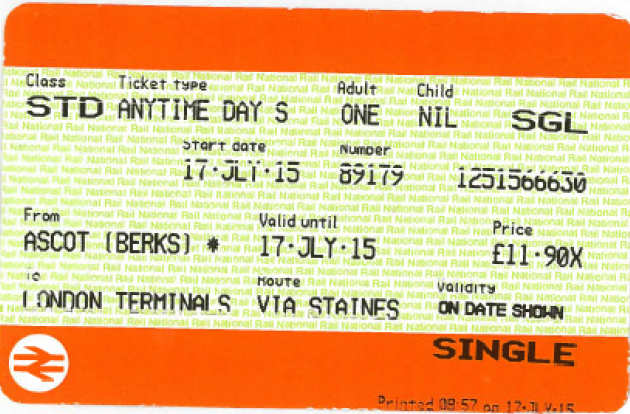 Class Ticket type Adult Child
STD ANYTIME DAY S ONE NIL SGL
Start date Number
17·JLY·15 89179 1251566630
From Valid until Price
ASCOT (BERKS) * 17·JLY·15 £11·90X
To Route Validity
LONDON TERMINALS VIA STAINES ON DATE SHOWN
SINGLE
Printed 08:57 on 17·JLY·15